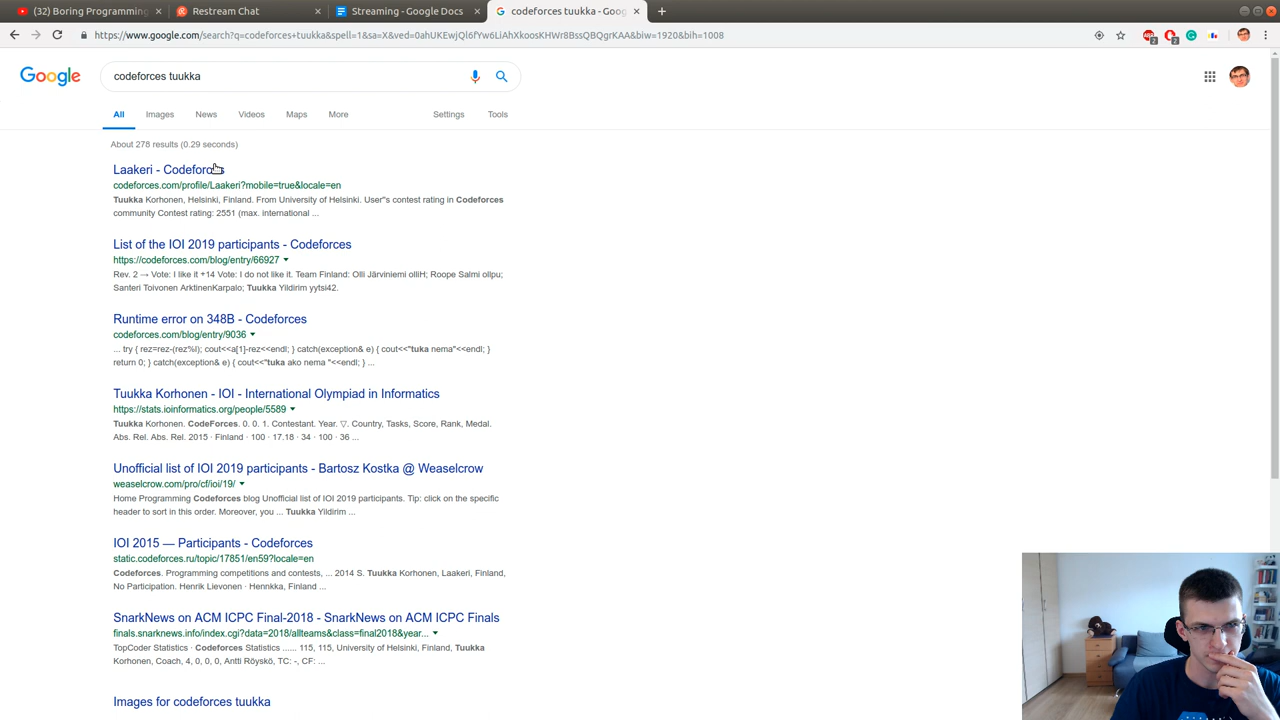 (32) Boring Programming
Restream Chat
Streaming - Google Docs
codeforces tuukka - Goog
https://www.google.com/search?q=codeforces+tuukka&spell=1&sa=X&ved=0ahUKEwjQl6fYw6LiAhXkoosKHWr8BssQBQgrKAA&biw=1920&bih=1008
Google
codeforces tuukka
All Images News Videos Maps More Settings Tools
About 278 results (0.29 seconds)
Laakeri - Codeforces
codeforces.com/profile/Laakeri?mobile=true&locale=en
Tuukka Korhonen, Helsinki, Finland. From University of Helsinki. User''s contest rating in Codeforces
community Contest rating: 2551 (max. international ...
List of the IOI 2019 participants - Codeforces
https://codeforces.com/blog/entry/66927
Rev. 2 → Vote: I like it +14 Vote: I do not like it. Team Finland: Olli Järviniemi olliH; Roope Salmi ollpu;
Santeri Toivonen ArktinenKarpalo; Tuukka Yildirim yytsi42.
Runtime error on 348B - Codeforces
codeforces.com/blog/entry/9036
... try { rez=rez-(rez%l); cout<<a[1]-rez<<endl; } catch(exception& e) { cout<<"tuka nema"<<endl; }
return 0; } catch(exception& e) { cout<<"tuka ako nema "<<endl; } ...
Tuukka Korhonen - IOI - International Olympiad in Informatics
https://stats.ioinformatics.org/people/5589
Tuukka Korhonen. CodeForces. 0. 0. 1. Contestant. Year. ▽. Country, Tasks, Score, Rank, Medal.
Abs. Rel. Abs. Rel. 2015 · Finland · 100 · 17.18 · 34 · 100 · 36 ...
Unofficial list of IOI 2019 participants - Bartosz Kostka @ Weaselcrow
weaselcrow.com/pro/cf/ioi/19/
Home Programming Codeforces blog Unofficial list of IOI 2019 participants. Tip: click on the specific
header to sort in this order. Moreover, you ... Tuukka Yildirim ...
IOI 2015 — Participants - Codeforces
static.codeforces.ru/topic/17851/en59?locale=en
Codeforces. Programming competitions and contests, ... 2014 S. Tuukka Korhonen, Laakeri, Finland,
No Participation. Henrik Lievonen · Hennkka, Finland ...
SnarkNews on ACM ICPC Final-2018 - SnarkNews on ACM ICPC Finals
finals.snarknews.info/index.cgi?data=2018/allteams&class=final2018&year...
TopCoder Statistics · Codeforces Statistics ...... 115, 115, University of Helsinki, Finland, Tuukka
Korhonen, Coach, 4, 0, 0, 0, Antti Röyskö, TC: -, CF: ...
Images for codeforces tuukka